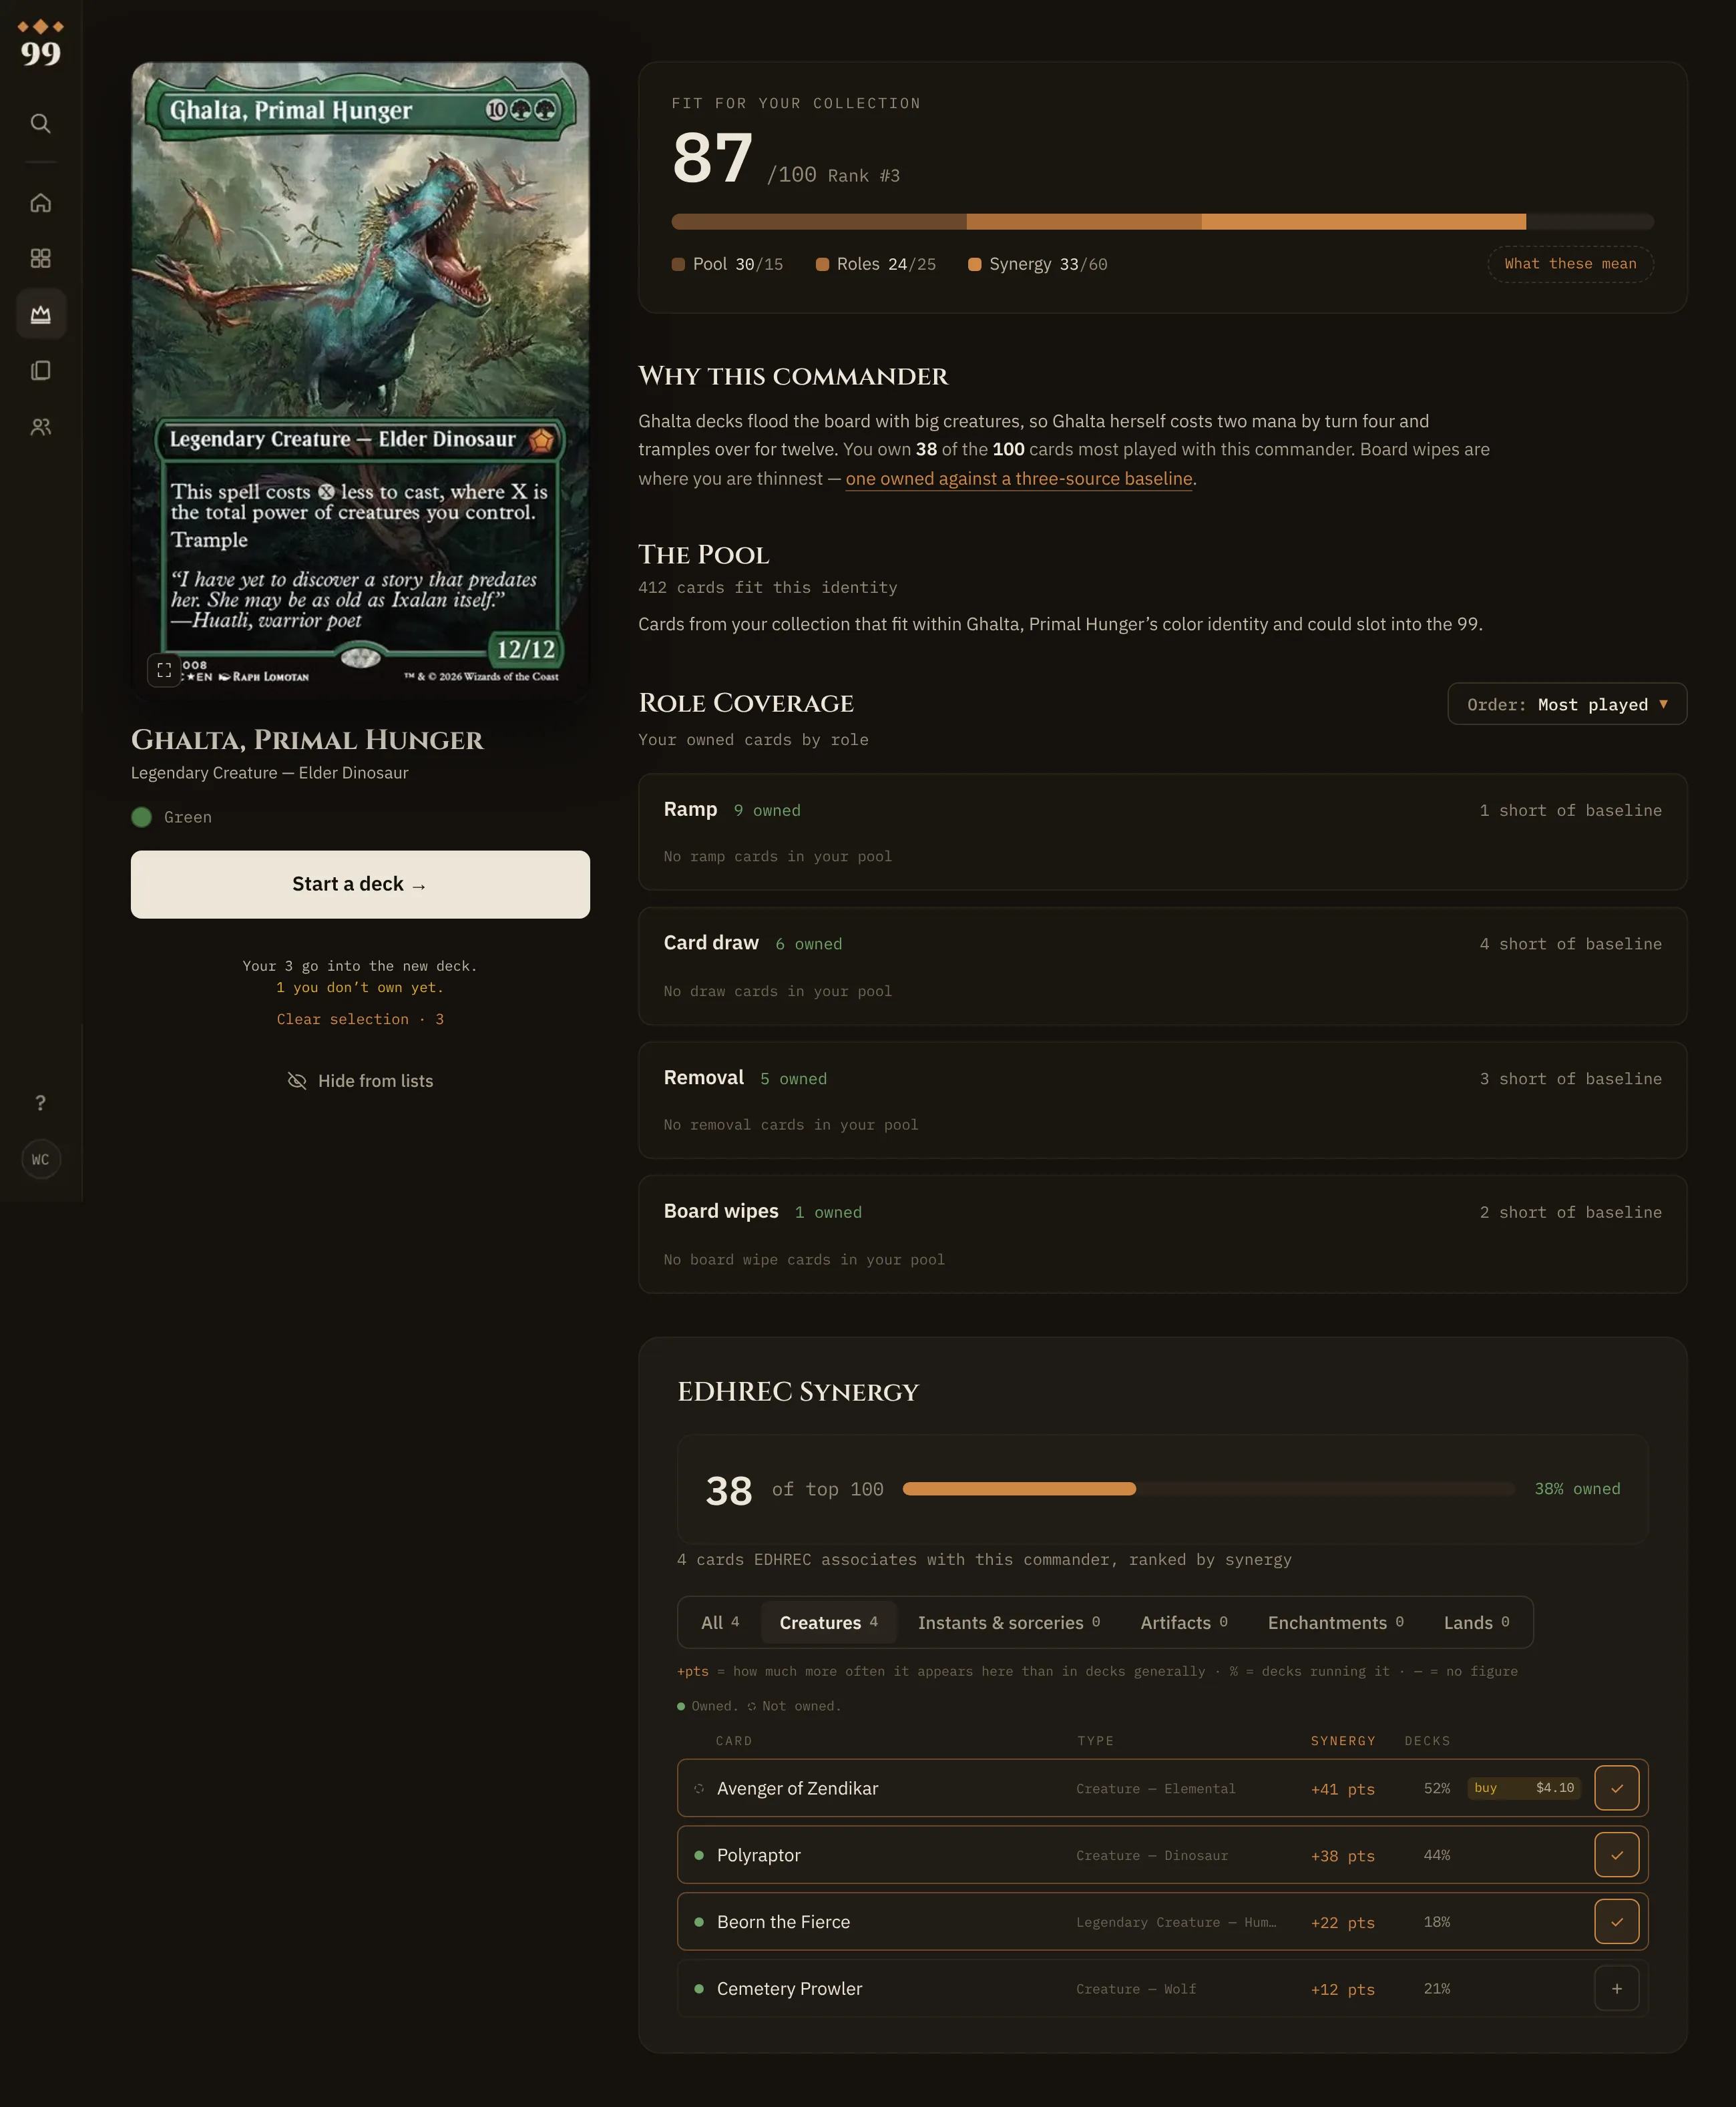 99
Ghalta, Primal Hunger 10
Legendary Creature — Elder Dinosaur
This spell costs X less to cast, where X is
the total power of creatures you control.
Trample
“I have yet to discover a story that predates
her. She may be as old as Ixalan itself.”
—Huatli, warrior poet
12/12
008
★EN RAPH LOMOTAN
™ & © 2026 Wizards of the Coast
GHALTA, PRIMAL HUNGER
Legendary Creature — Elder Dinosaur
Green
Start a deck →
Your 3 go into the new deck.
1 you don’t own yet.
Clear selection · 3
Hide from lists
?
WC
FIT FOR YOUR COLLECTION
87 /100 Rank #3
Pool 30/15 Roles 24/25 Synergy 33/60 What these mean
WHY THIS COMMANDER
Ghalta decks flood the board with big creatures, so Ghalta herself costs two mana by turn four and
tramples over for twelve. You own 38 of the 100 cards most played with this commander. Board wipes are
where you are thinnest — one owned against a three-source baseline.
THE POOL
412 cards fit this identity
Cards from your collection that fit within Ghalta, Primal Hunger’s color identity and could slot into the 99.
ROLE COVERAGE Order: Most played ▼
Your owned cards by role
Ramp 9 owned 1 short of baseline
No ramp cards in your pool
Card draw 6 owned 4 short of baseline
No draw cards in your pool
Removal 5 owned 3 short of baseline
No removal cards in your pool
Board wipes 1 owned 2 short of baseline
No board wipe cards in your pool
EDHREC SYNERGY
38 of top 100 38% owned
4 cards EDHREC associates with this commander, ranked by synergy
All 4 Creatures 4 Instants & sorceries 0 Artifacts 0 Enchantments 0 Lands 0
+pts = how much more often it appears here than in decks generally · % = decks running it · — = no figure
Owned. Not owned.
CARD TYPE SYNERGY DECKS
Avenger of Zendikar Creature — Elemental +41 pts 52% buy $4.10 ✓
Polyraptor Creature — Dinosaur +38 pts 44% ✓
Beorn the Fierce Legendary Creature — Hum… +22 pts 18% ✓
Cemetery Prowler Creature — Wolf +12 pts 21% +